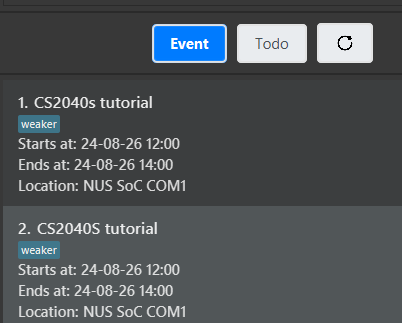 Event Todo
1. CS2040s tutorial
weaker
Starts at: 24-08-26 12:00
Ends at: 24-08-26 14:00
Location: NUS SoC COM1
2. CS2040S tutorial
weaker
Starts at: 24-08-26 12:00
Ends at: 24-08-26 14:00
Location: NUS SoC COM1